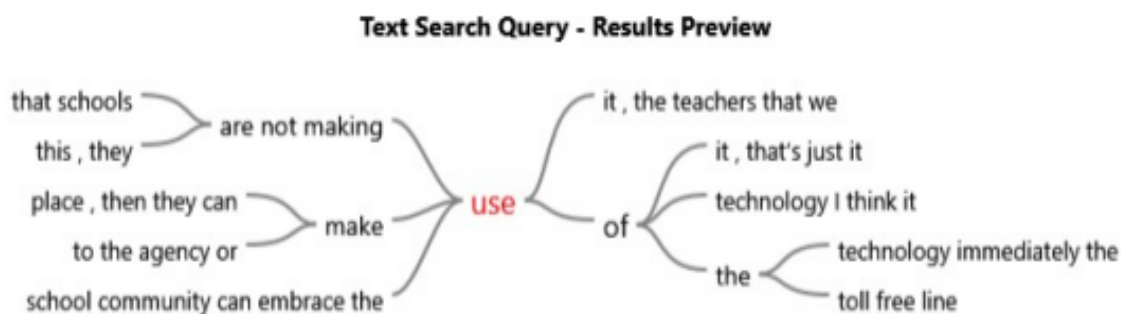 Text Search Query - Results Preview
that schools
this , they
are not making
place , then they can
to the agency or
make
school community can embrace the
use
it , the teachers that we
of
it , that's just it
technology I think it
the
technology immediately the
toll free line